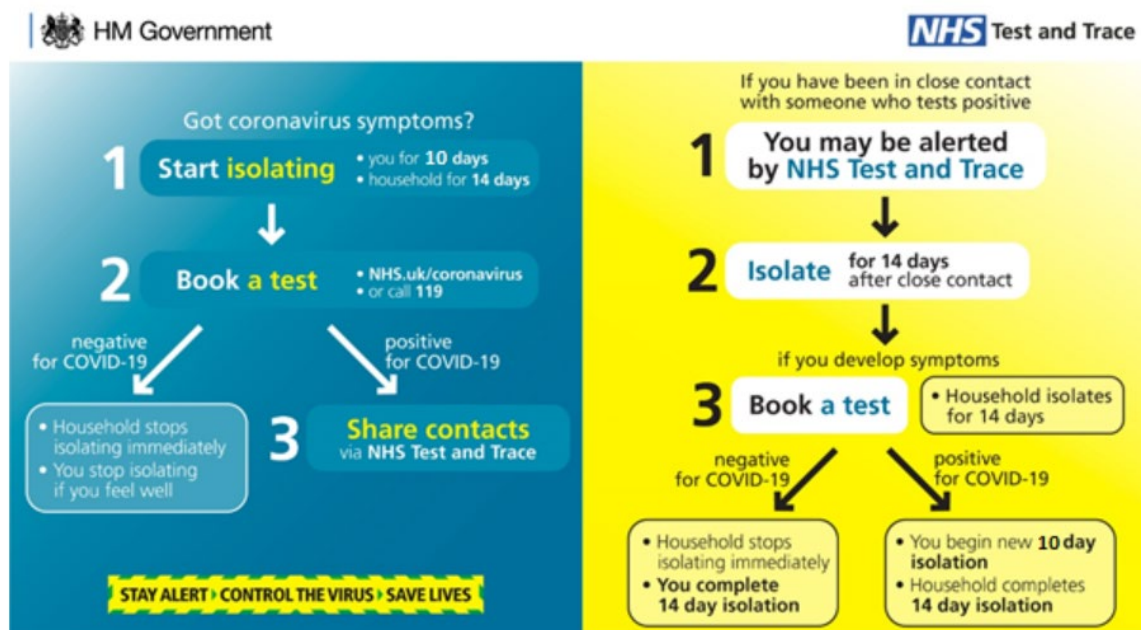 HM Government
NHS Test and Trace
Got coronavirus symptoms?
1 Start isolating
• you for 10 days
• household for 14 days
2 Book a test
• NHS.uk/coronavirus
• or call 119
negative
for COVID-19
positive
for COVID-19
• Household stops
isolating immediately
• You stop isolating
if you feel well
3 Share contacts
via NHS Test and Trace
STAY ALERT CONTROL THE VIRUS SAVE LIVES
If you have been in close contact
with someone who tests positive
1 You may be alerted
by NHS Test and Trace
2 Isolate
for 14 days
after close contact
if you develop symptoms
3 Book a test
• Household isolates
for 14 days
negative
for COVID-19
positive
for COVID-19
• Household stops
isolating immediately
• You complete
14 day isolation
• You begin new 10 day
isolation
• Household completes
14 day isolation